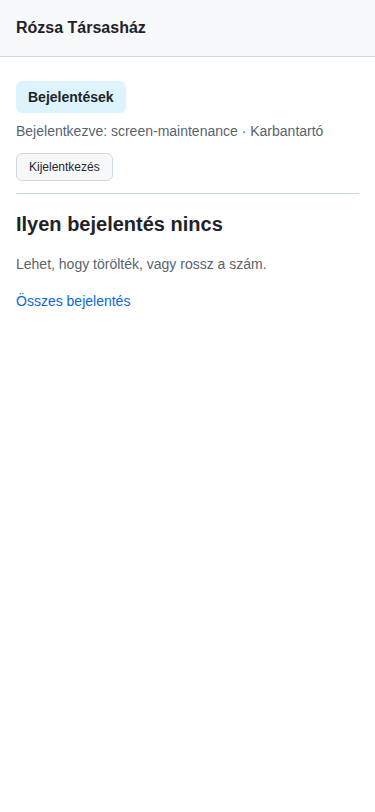 Rózsa Társasház
Bejelentések
Bejelentkezve: screen-maintenance · Karbantartó
Kijelentkezés
Ilyen bejelentés nincs
Lehet, hogy törölték, vagy rossz a szám.
Összes bejelentés